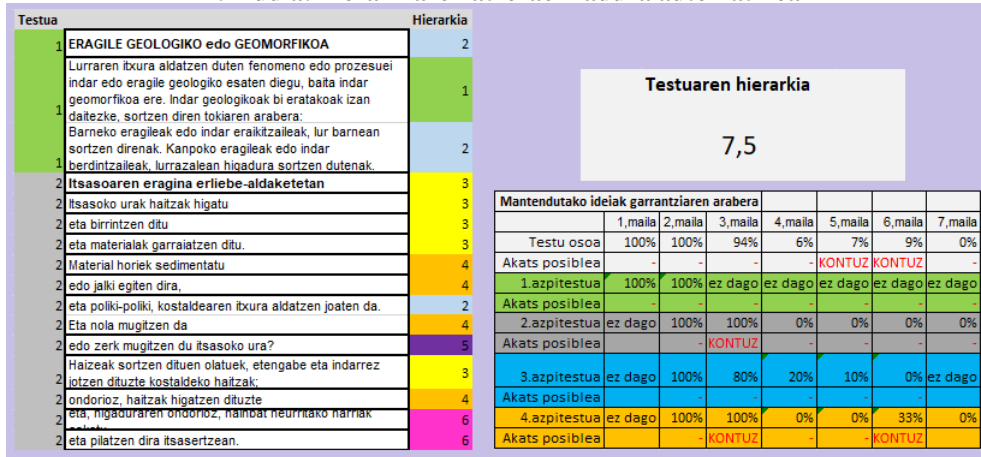 Testua Hierarkia
1 ERAGILE GEOLOGIKO edo GEOMORFIKOA 2
Lurraren itxura aldatzen duten fenomeno edo prozesuei
indar edo eragile geologiko esaten diegu, baita indar
geomorfikoa ere. Indar geologikoak bi eratakoak izan
daitezke, sortzen diren tokiaren arabera:
1 1
Barneko eragileak edo indar eraikitzaileak, lur barnean
sortzen direnak. Kanpoko eragileak edo indar
berdintzaileak, lurrazalean higadura sortzen dutenak.
1 2
2 Itsasoaren eragina erliebe-aldaketetan 3
2 Itsasoko urak haitzak higatu 3
2 eta birrintzen ditu 3
2 eta materialak garraiatzen ditu. 3
2 Material horiek sedimentatu 4
2 edo jalki egiten dira, 4
2 eta poliki-poliki, kostaldearen itxura aldatzen joaten da. 2
2 Eta nola mugitzen da 4
2 edo zerk mugitzen du itsasoko ura? 5
Haizeak sortzen dituen olatuek, etengabe eta indarrez
2 jotzen dituzte kostaldeko haitzak; 3
2 ondorioz, haitzak higatzen dituzte 4
2 eta, higaduraren ondorioz, hainbat neurritako harriak 6
2 eta pilatzen dira itsasertzean. 6
Testuaren hierarkia
7,5
Mantendutako ideiak garrantziaren arabera
1,maila 2,maila 3,maila 4,maila 5,maila 6,maila 7,maila
Testu osoa 100% 100% 94% 6% 7% 9% 0%
Akats posiblea - - - - KONTUZ KONTUZ -
1.azpitestua 100% 100% ez dago ez dago ez dago ez dago ez dago
Akats posiblea - - - - - - -
2.azpitestua ez dago 100% 100% 0% 0% 0% 0%
Akats posiblea - KONTUZ - - - -
3.azpitestua ez dago 100% 80% 20% 10% 0% ez dago
Akats posiblea - - - - - -
4.azpitestua ez dago 100% 100% 0% 0% 33% 0%
Akats posiblea - KONTUZ - - KONTUZ